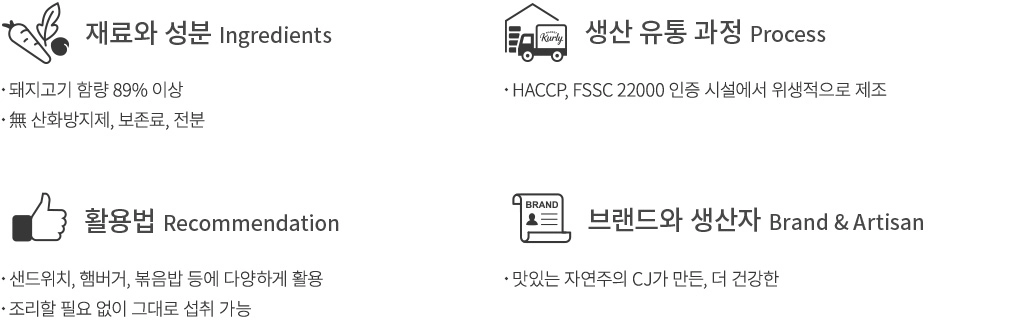 재료와 성분 Ingredients
· 돼지고기 함량 89% 이상
· 無 산화방지제, 보존료, 전분
Kurly
생산 유통 과정 Process
· HACCP, FSSC 22000 인증 시설에서 위생적으로 제조
활용법 Recommendation
· 샌드위치, 햄버거, 볶음밥 등에 다양하게 활용
· 조리할 필요 없이 그대로 섭취 가능
BRAND
브랜드와 생산자 Brand & Artisan
· 맛있는 자연주의 CJ가 만든, 더 건강한